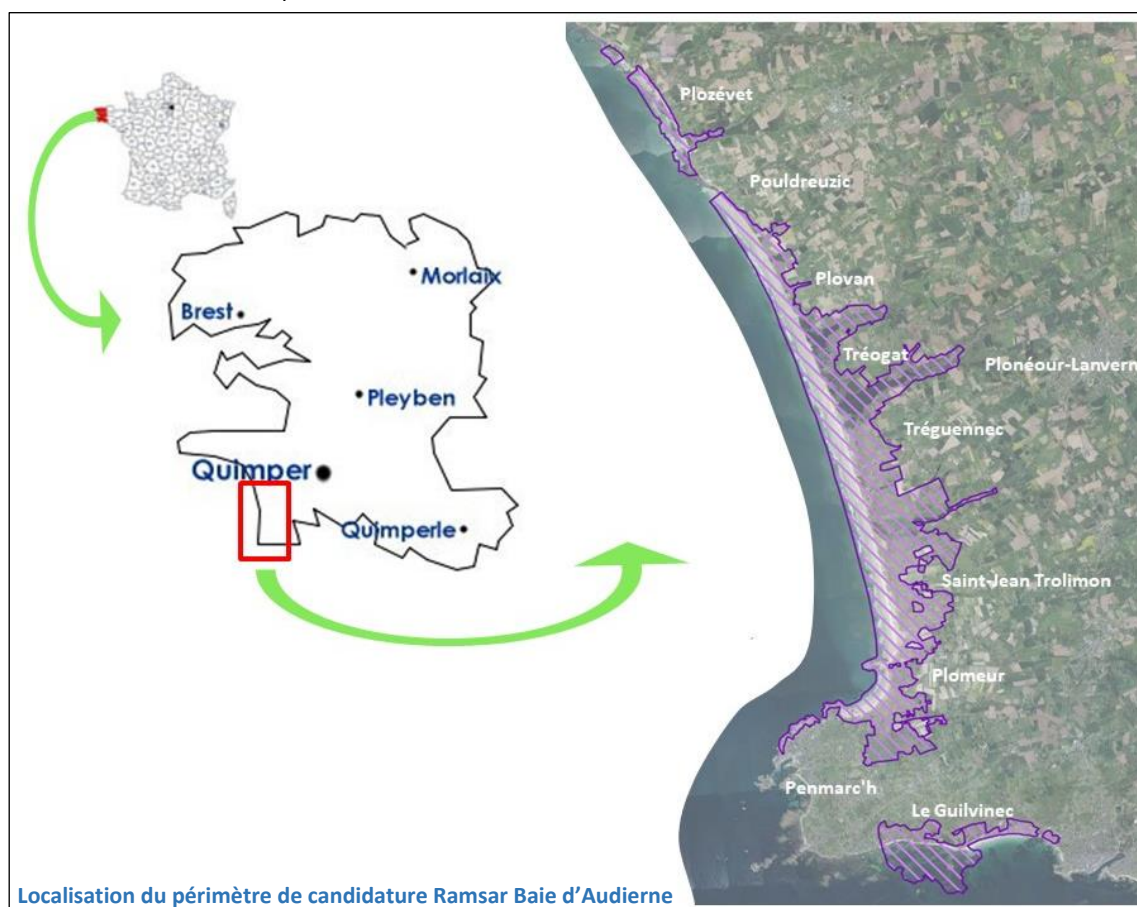 Plozévet
Pouldreuzic
Plovan
Tréogat
Plonéour-Lanvern
Tréguennec
Saint-Jean Trolimon
Plomeur
Penmarc'h
Le Guilvinec
Morlaix
Brest
Pleyben
Quimper
Quimperle
Localisation du périmètre de candidature Ramsar Baie d’Audierne